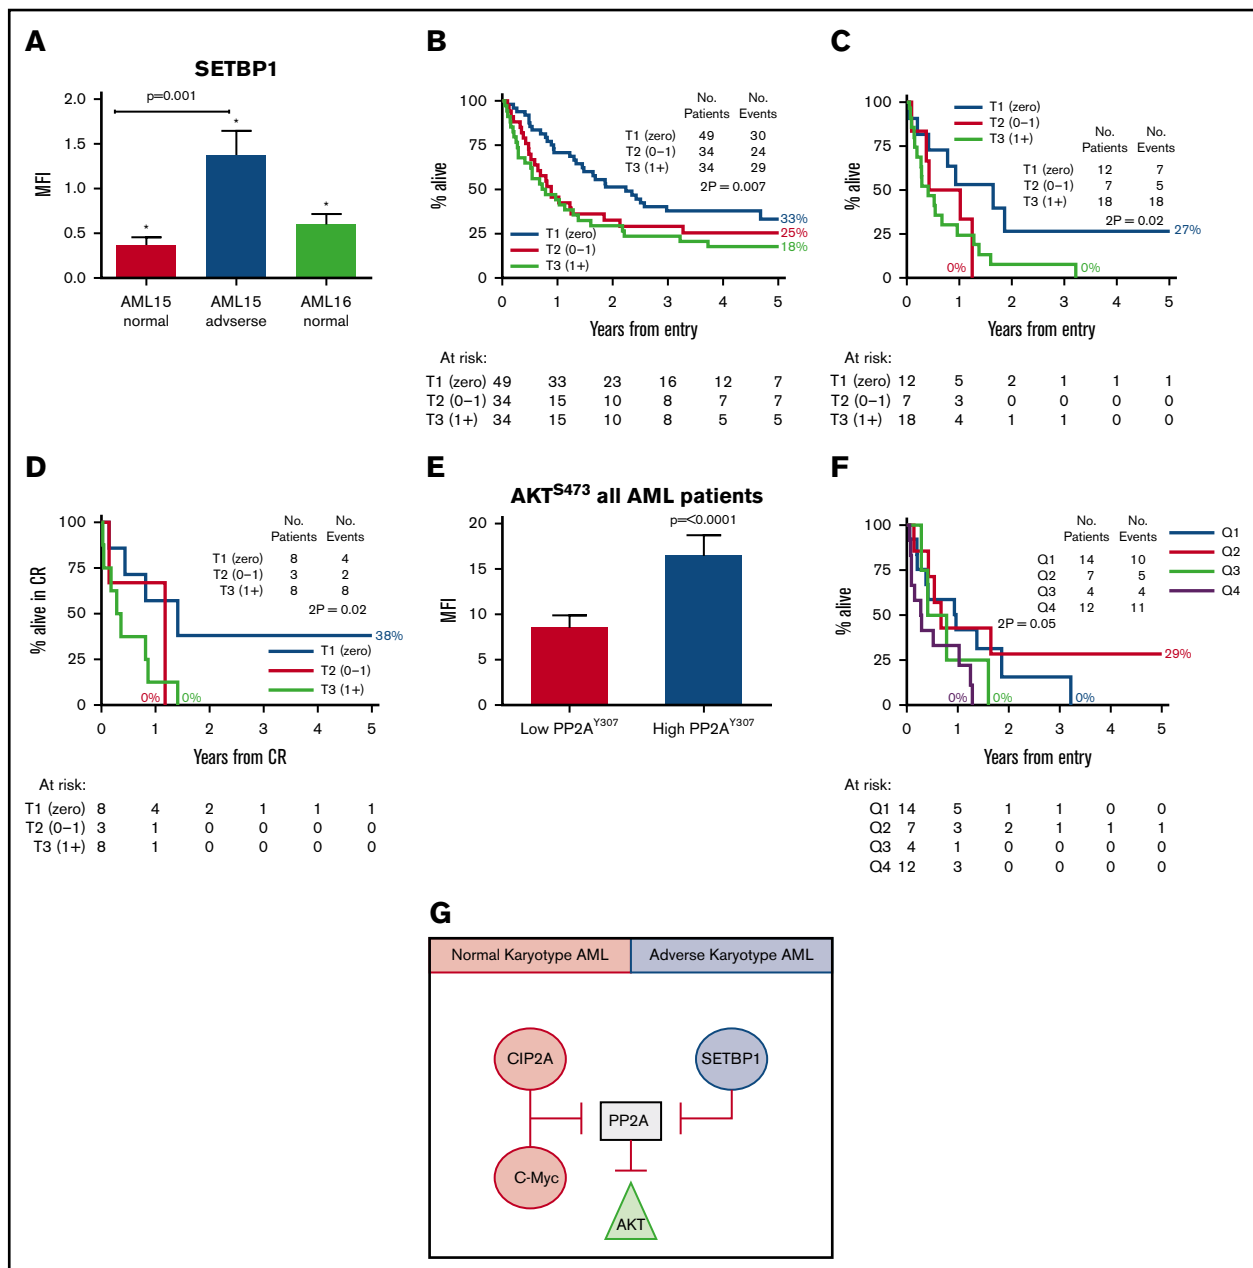 A
SETBP1
p=0.001
MFI
2.0
1.5
1.0
0.5
0.0
*
*
*
AML15 normal
AML15 advserse
AML16 normal
B
% alive
100
75
50
25
0
No. Patients
No. Events
T1 (zero) 49 30
T2 (0–1) 34 24
T3 (1+) 34 29
2P = 0.007
T1 (zero)
T2 (0–1)
T3 (1+)
33%
25%
18%
0 1 2 3 4 5
Years from entry
At risk:
T1 (zero) 49 33 23 16 12 7
T2 (0–1) 34 15 10 8 7 7
T3 (1+) 34 15 10 8 5 5
C
% alive
100
75
50
25
0
T1 (zero)
T2 (0–1)
T3 (1+)
No. Patients
No. Events
T1 (zero) 12 7
T2 (0–1) 7 5
T3 (1+) 18 18
2P = 0.02
27%
0%
0%
0 1 2 3 4 5
Years from entry
At risk:
T1 (zero) 12 5 2 1 1 1
T2 (0–1) 7 3 0 0 0 0
T3 (1+) 18 4 1 1 0 0
D
% alive in CR
100
75
50
25
0
No. Patients
No. Events
T1 (zero) 8 4
T2 (0–1) 3 2
T3 (1+) 8 8
2P = 0.02
38%
T1 (zero)
T2 (0–1)
T3 (1+)
0%
0%
0 1 2 3 4 5
Years from CR
At risk:
T1 (zero) 8 4 2 1 1 1
T2 (0–1) 3 1 0 0 0 0
T3 (1+) 8 1 0 0 0 0
E
AKTS473 all AML patients
p=<0.0001
MFI
20
15
10
5
0
Low PP2AY307
High PP2AY307
F
% alive
100
75
50
25
0
No. Patients
No. Events
Q1 14 10
Q2 7 5
Q3 4 4
Q4 12 11
2P = 0.05
Q1
Q2
Q3
Q4
29%
0%
0%
0%
0 1 2 3 4 5
Years from entry
At risk:
Q1 14 5 1 1 0 0
Q2 7 3 2 1 1 1
Q3 4 1 0 0 0 0
Q4 12 3 0 0 0 0
G
Normal Karyotype AML
Adverse Karyotype AML
CIP2A
SETBP1
PP2A
C-Myc
AKT